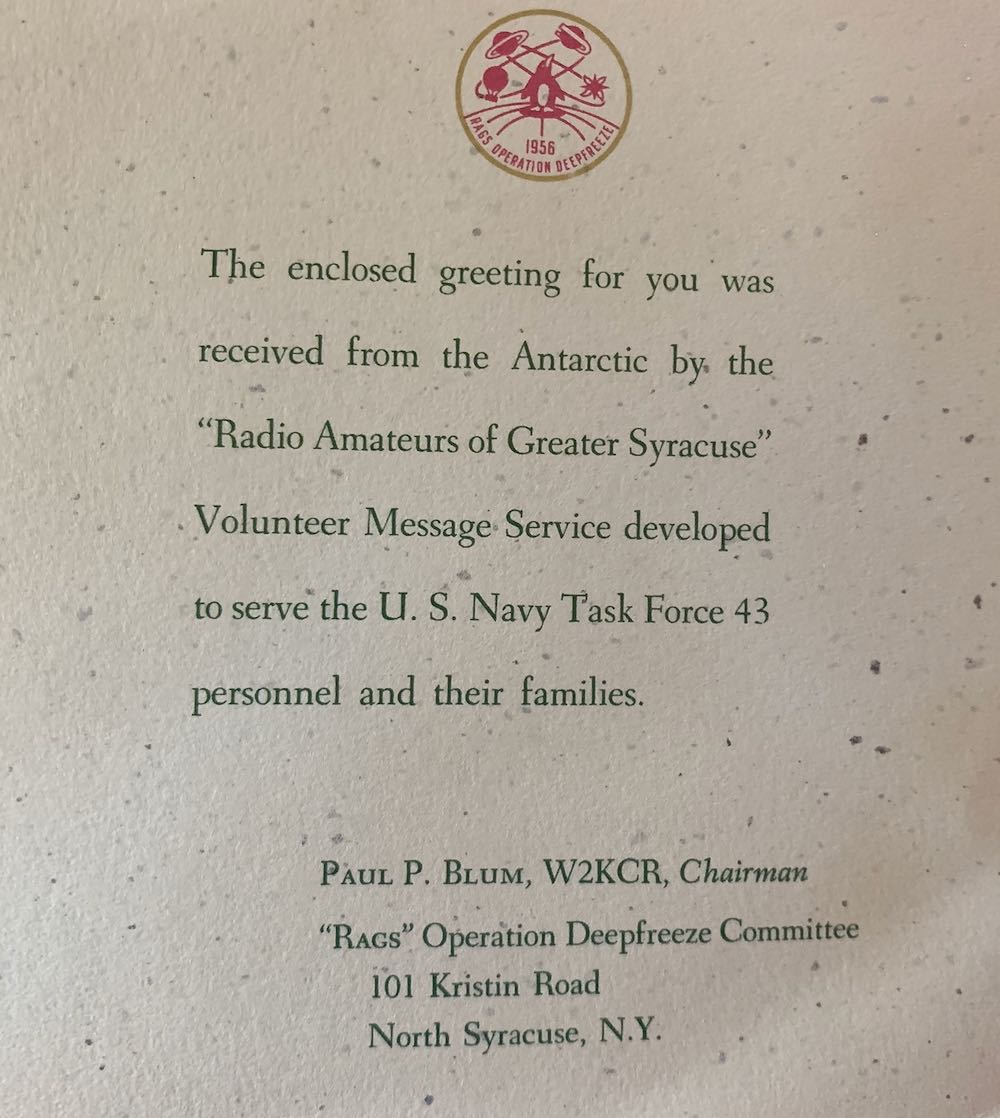 1956
RAGS OPERATION DEEPFREEZE
The enclosed greeting for you was
received from the Antarctic by the
“Radio Amateurs of Greater Syracuse”
Volunteer Message Service developed
to serve the U. S. Navy Task Force 43
personnel and their families.
PAUL P. BLUM, W2KCR, Chairman
“RAGS” Operation Deepfreeze Committee
101 Kristin Road
North Syracuse, N.Y.